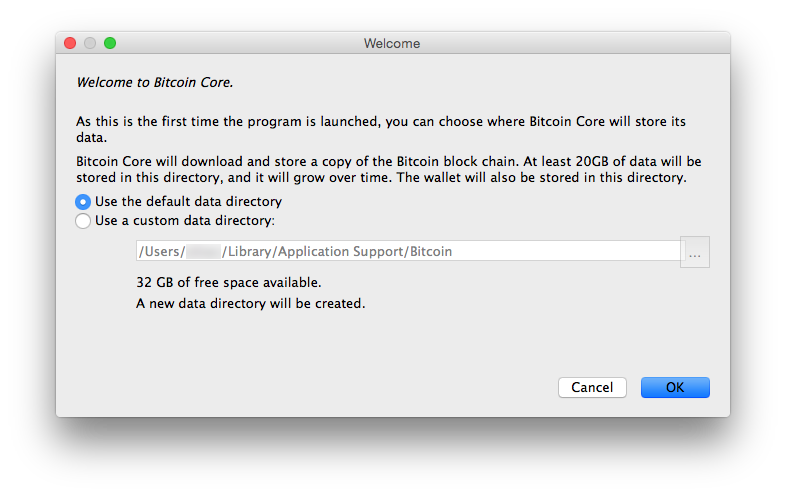 Welcome
Welcome to Bitcoin Core.
As this is the first time the program is launched, you can choose where Bitcoin Core will store its
data.
Bitcoin Core will download and store a copy of the Bitcoin block chain. At least 20GB of data will be
stored in this directory, and it will grow over time. The wallet will also be stored in this directory.
Use the default data directory
Use a custom data directory:
/Users/ /Library/Application Support/Bitcoin
...
32 GB of free space available.
A new data directory will be created.
Cancel
OK